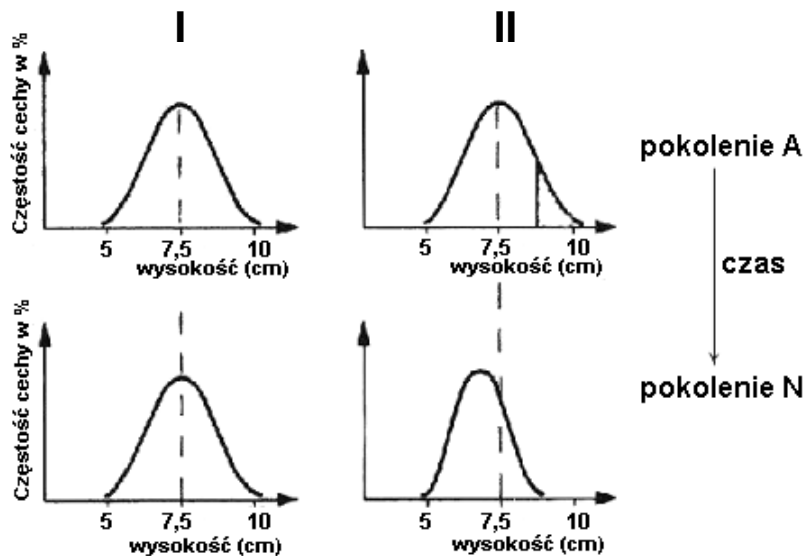 I II
Częstość cechy w %
5 7,5 10
wysokość (cm)
Częstość cechy w %
5 7,5 10
wysokość (cm)
5 7,5 10
wysokość (cm)
5 7,5 10
wysokość (cm)
pokolenie A
czas
pokolenie N